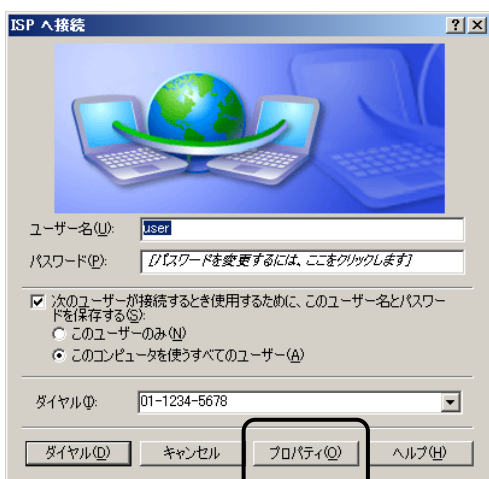 ISP へ接続
ユーザー名(U):
user
パスワード(P):
[パスワードを変更するには、ここをクリックします]
次のユーザーが接続するとき使用するために、このユーザー名とパスワー
ドを保存する(S):
このユーザーのみ(N)
このコンピュータを使うすべてのユーザー(A)
ダイヤル(I):
01-1234-5678
ダイヤル(D) キャンセル プロパティ(O) ヘルプ(H)